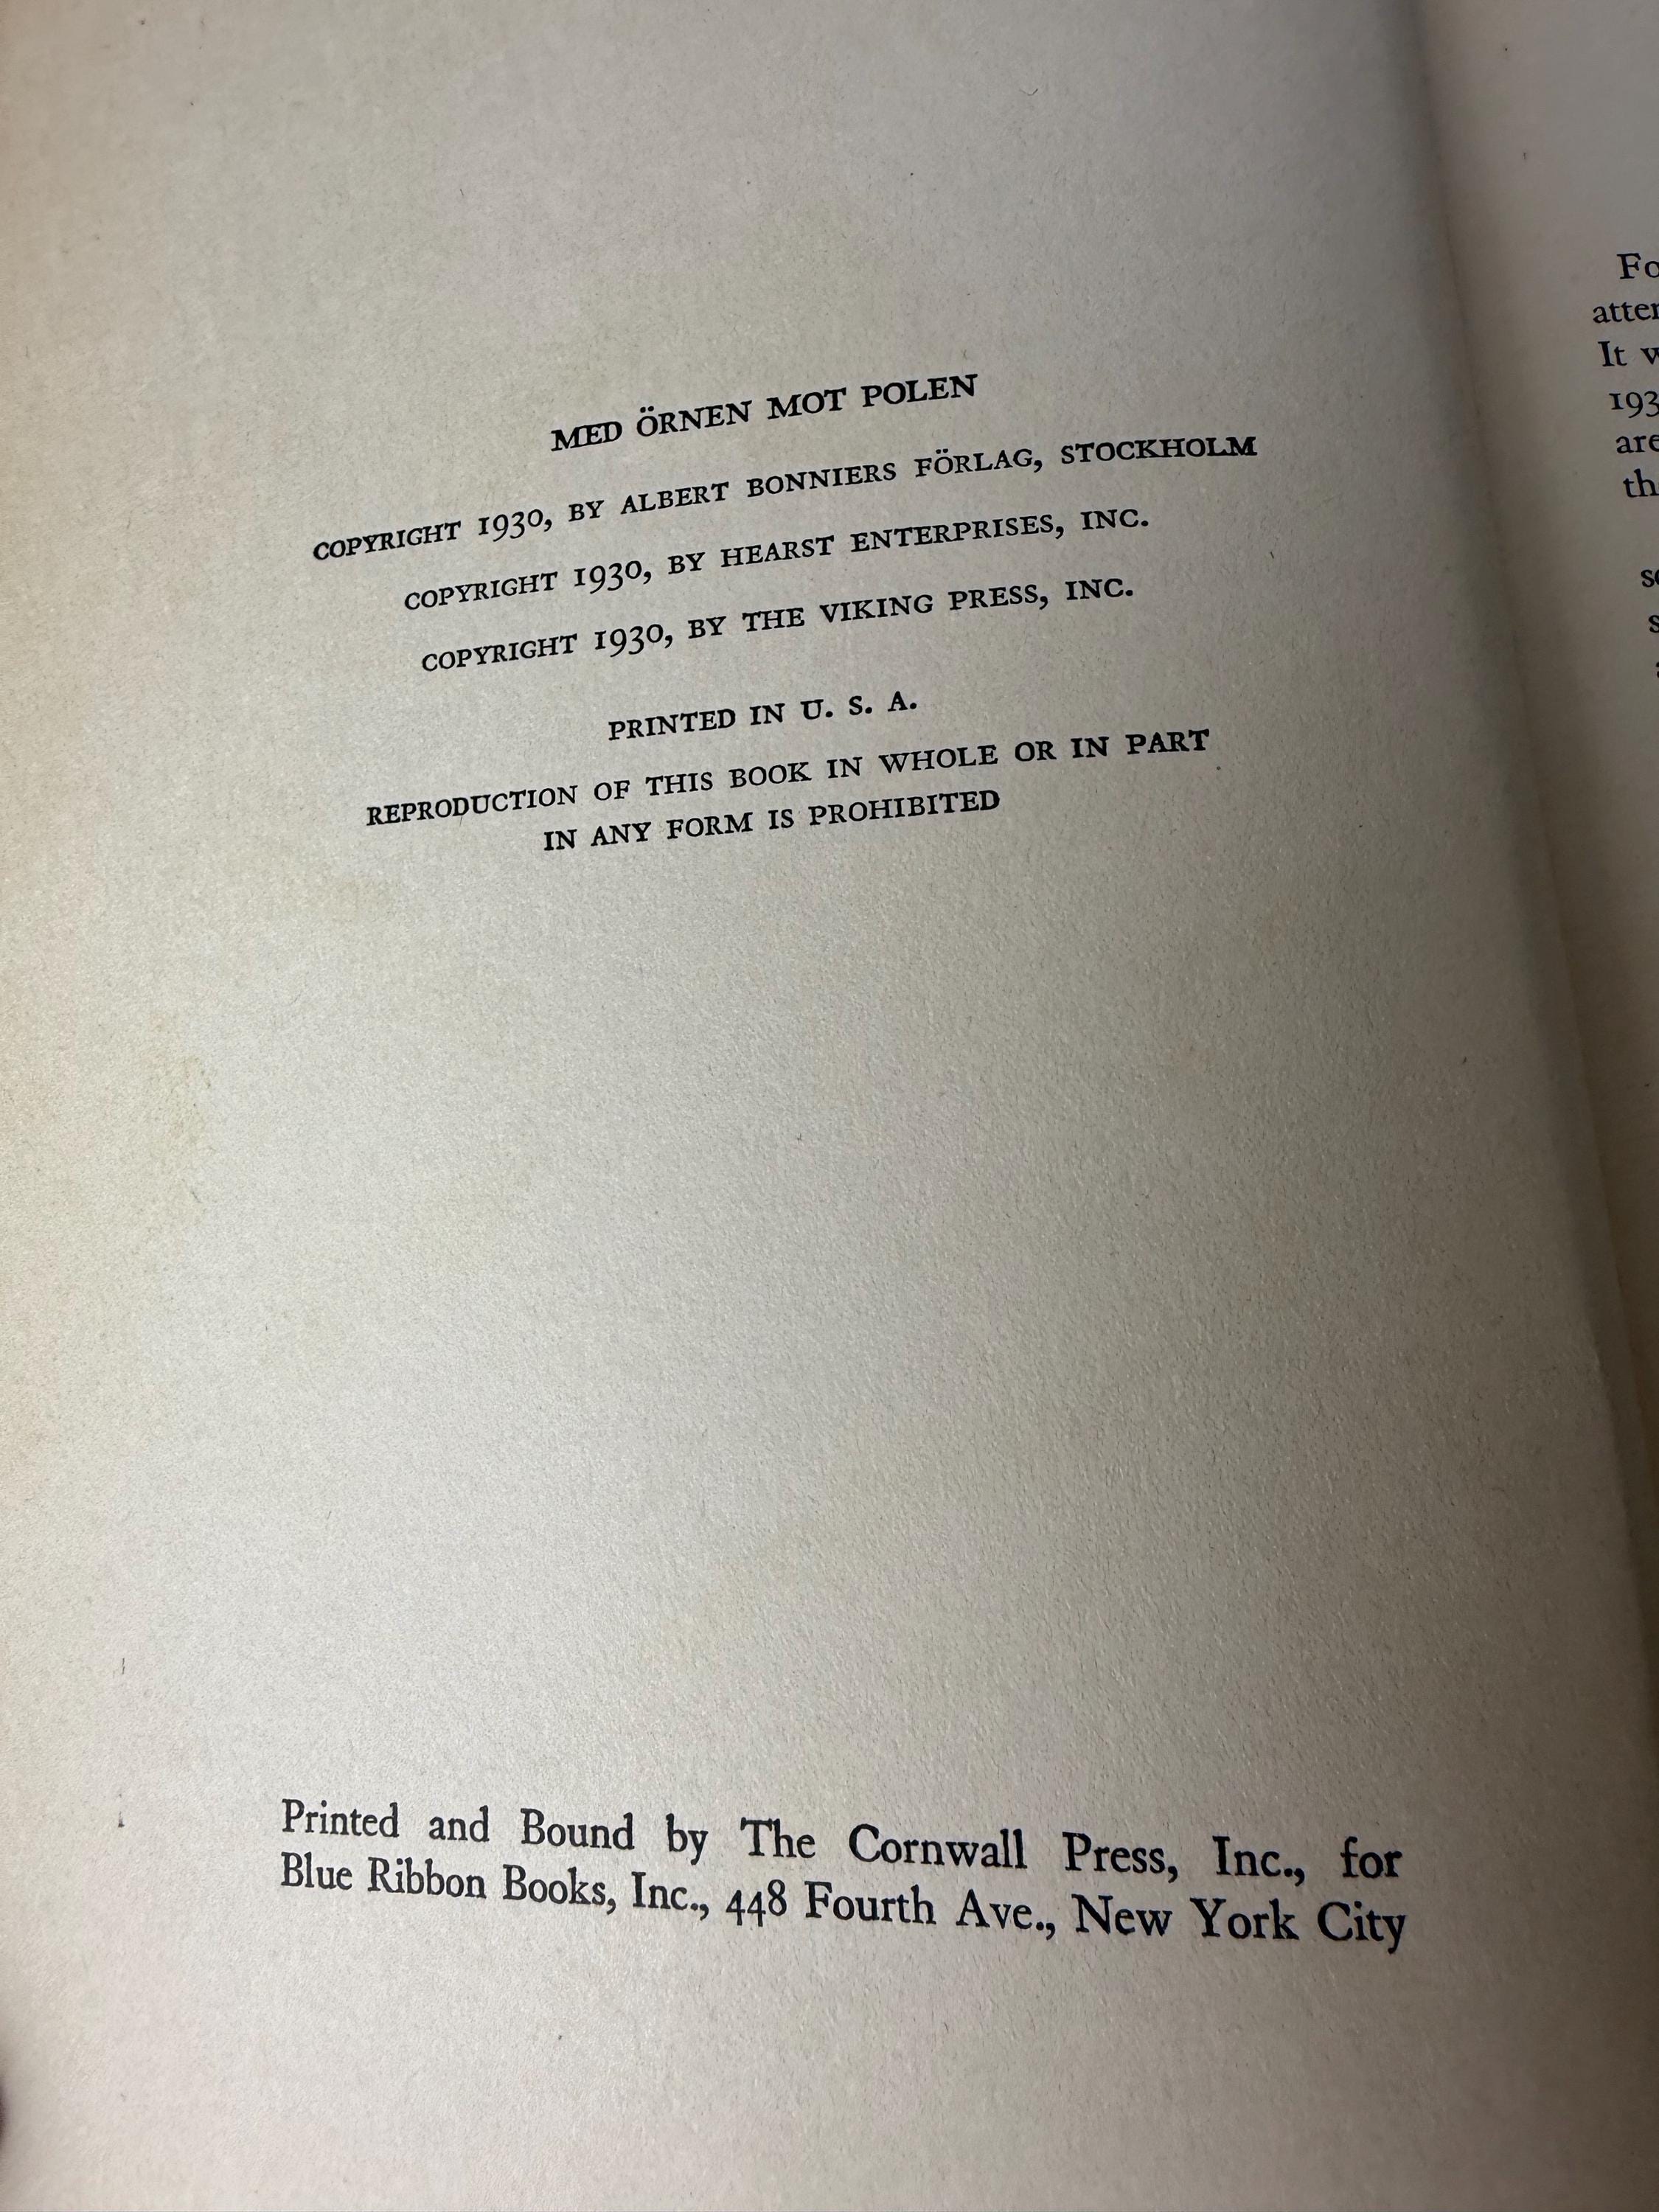 MED ÖRNEN MOT POLEN
COPYRIGHT 1930, BY ALBERT BONNIERS FÖRLAG, STOCKHOLM
COPYRIGHT 1930, BY HEARST ENTERPRISES, INC.
COPYRIGHT 1930, BY THE VIKING PRESS, INC.
PRINTED IN U. S. A.
REPRODUCTION OF THIS BOOK IN WHOLE OR IN PART
IN ANY FORM IS PROHIBITED
Printed and Bound by The Cornwall Press, Inc., for
Blue Ribbon Books, Inc., 448 Fourth Ave., New York City
It
are